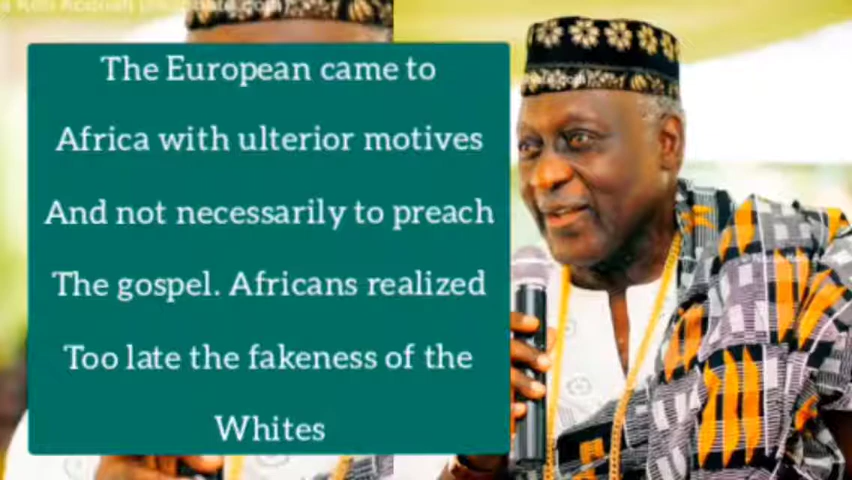 The European came to
Africa with ulterior motives
And not necessarily to preach
The gospel. Africans realized
Too late the fakeness of the
Whites